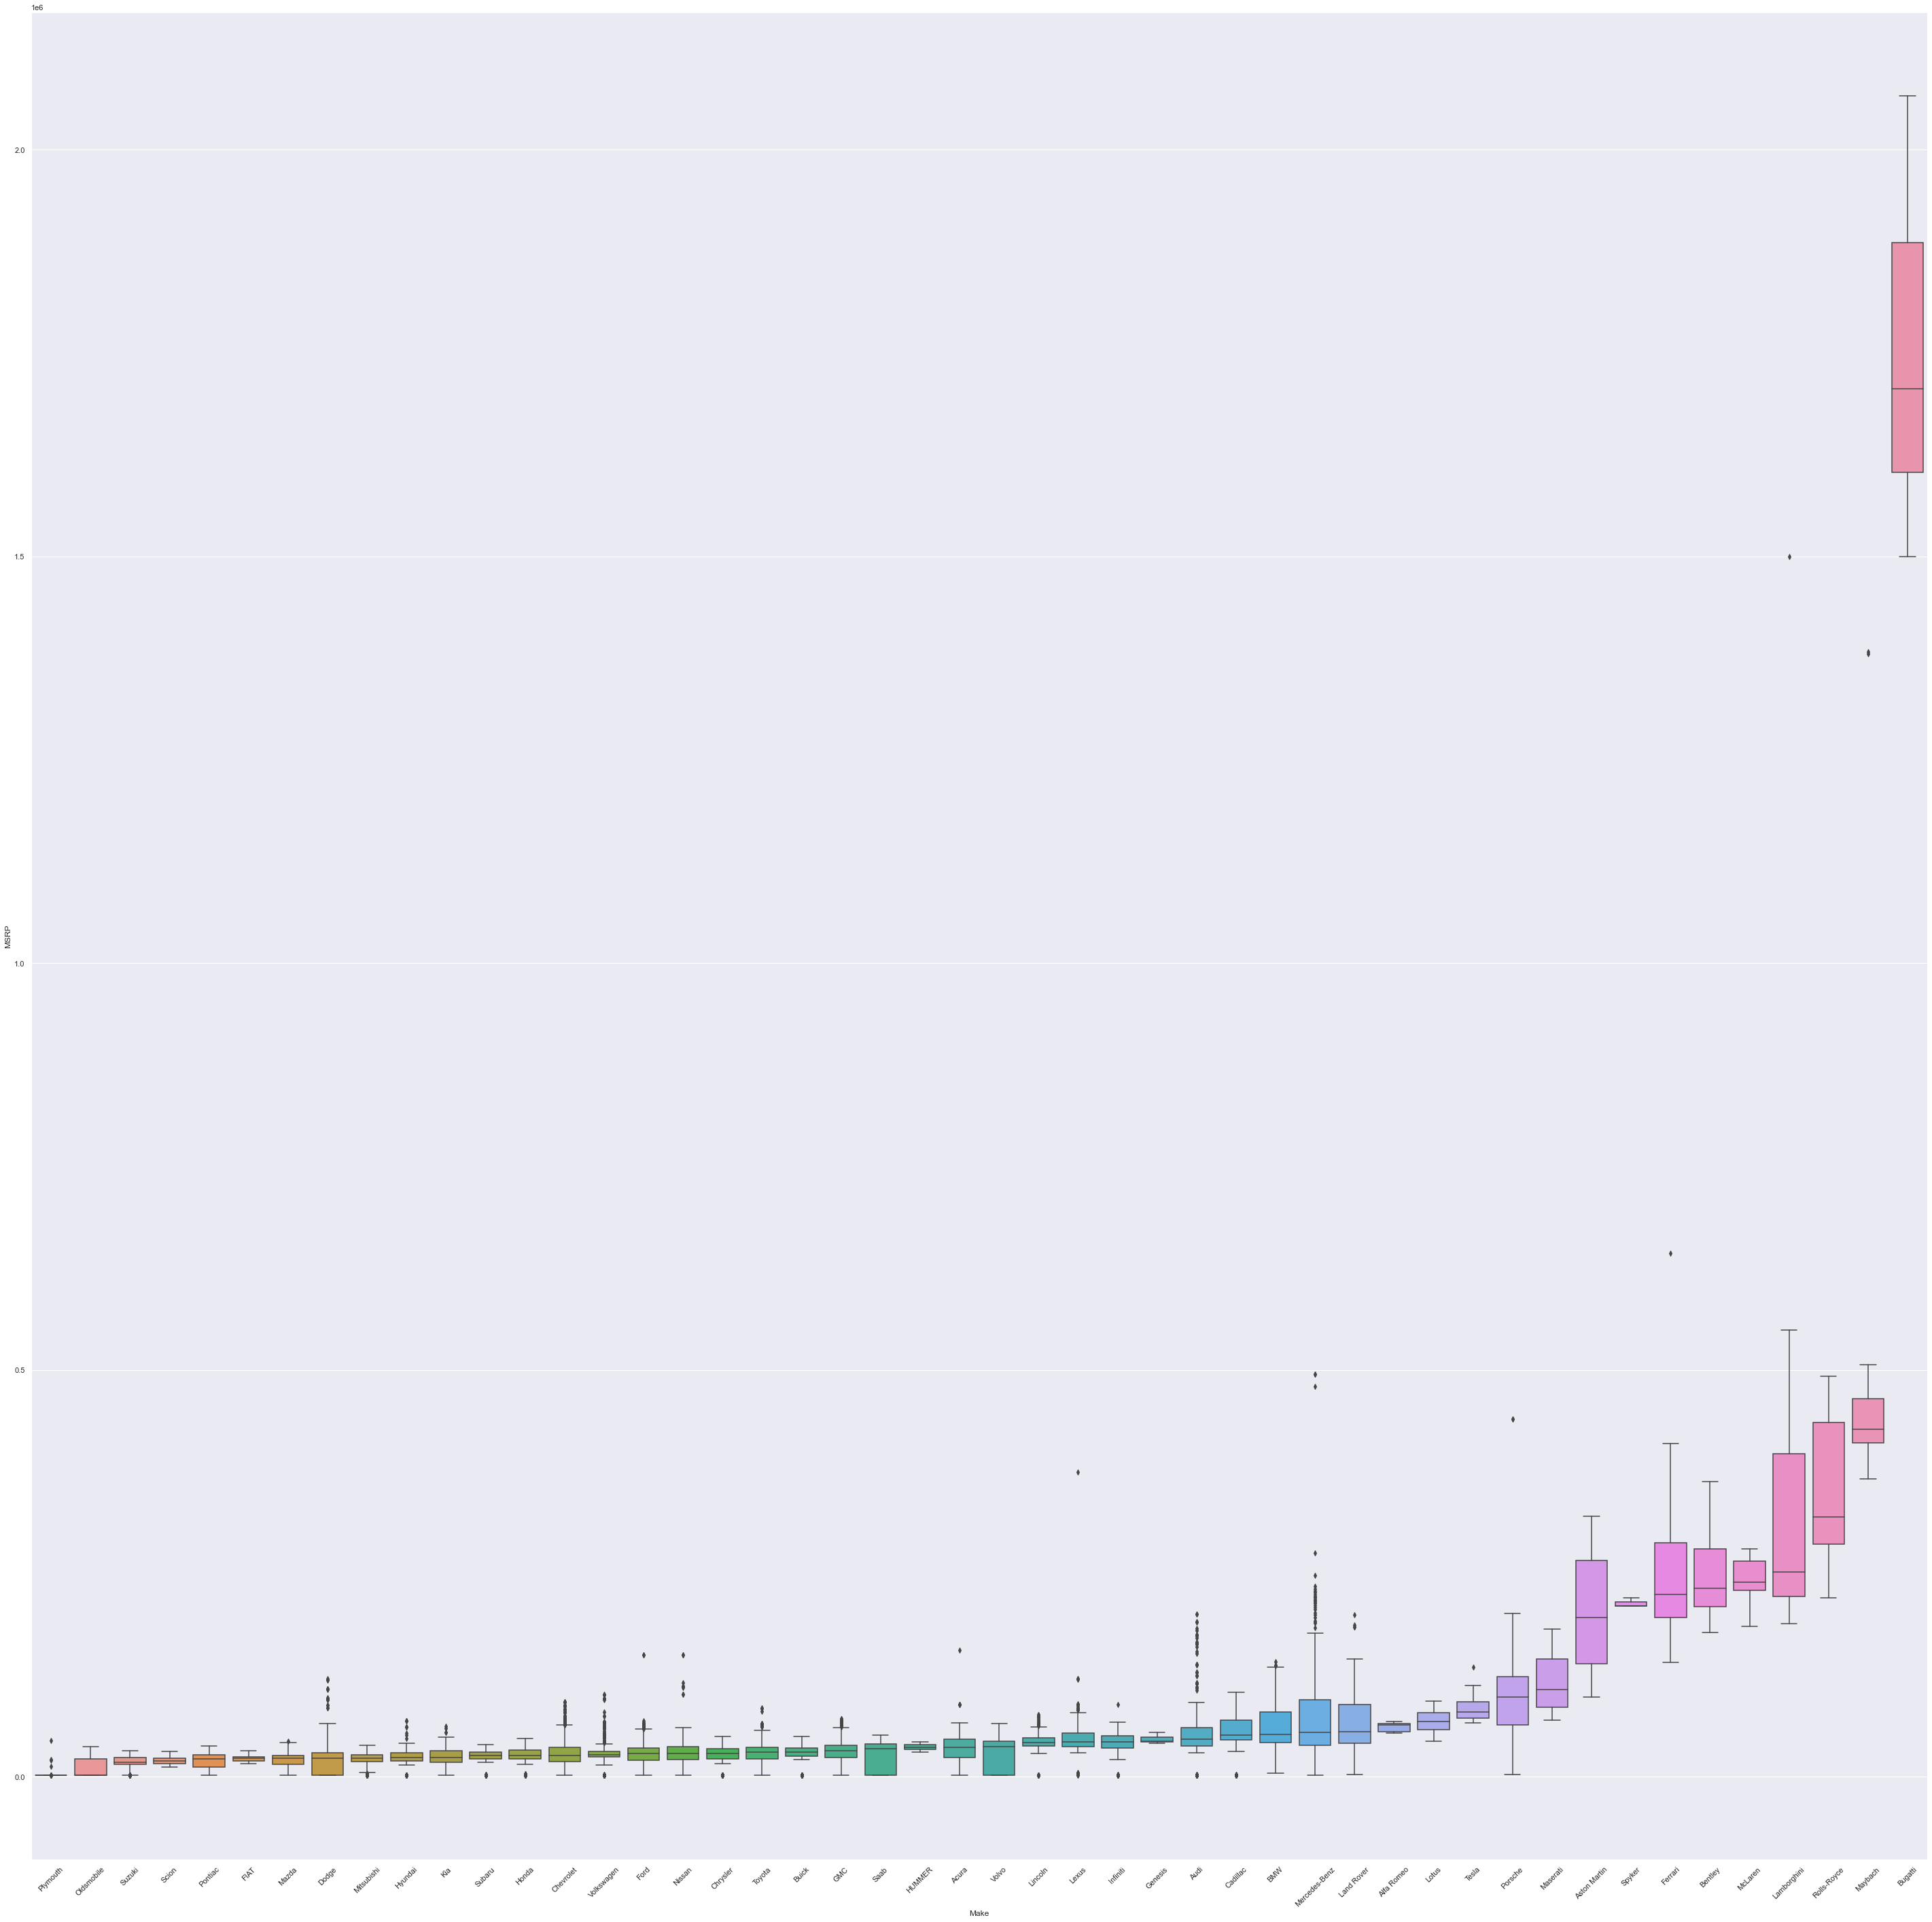 1e6
2.0
1.5
1.0
0.5
0.0
MSRP
Plymouth
Oldsmobile
Suzuki
Scion
Pontiac
FIAT
Mazda
Dodge
Mitsubishi
Hyundai
Kia
Subaru
Honda
Chevrolet
Volkswagen
Ford
Nissan
Chrysler
Toyota
Buick
GMC
Saab
HUMMER
Acura
Volvo
Lincoln
Lexus
Infiniti
Genesis
Audi
Cadillac
BMW
Mercedes-Benz
Land Rover
Alfa Romeo
Lotus
Tesla
Porsche
Maserati
Aston Martin
Spyker
Ferrari
Bentley
McLaren
Lamborghini
Rolls-Royce
Maybach
Bugatti
Make